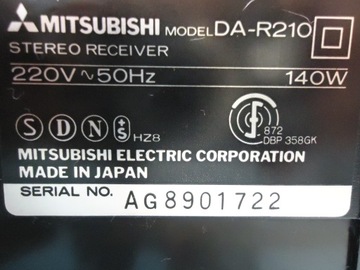 MITSUBISHI MODEL DA-R210
STEREO RECEIVER
220V ~ 50Hz 140W
S D N +S HZ8
S 872
DBP 358GK
MITSUBISHI ELECTRIC CORPORATION
MADE IN JAPAN
SERIAL NO. AG8901722